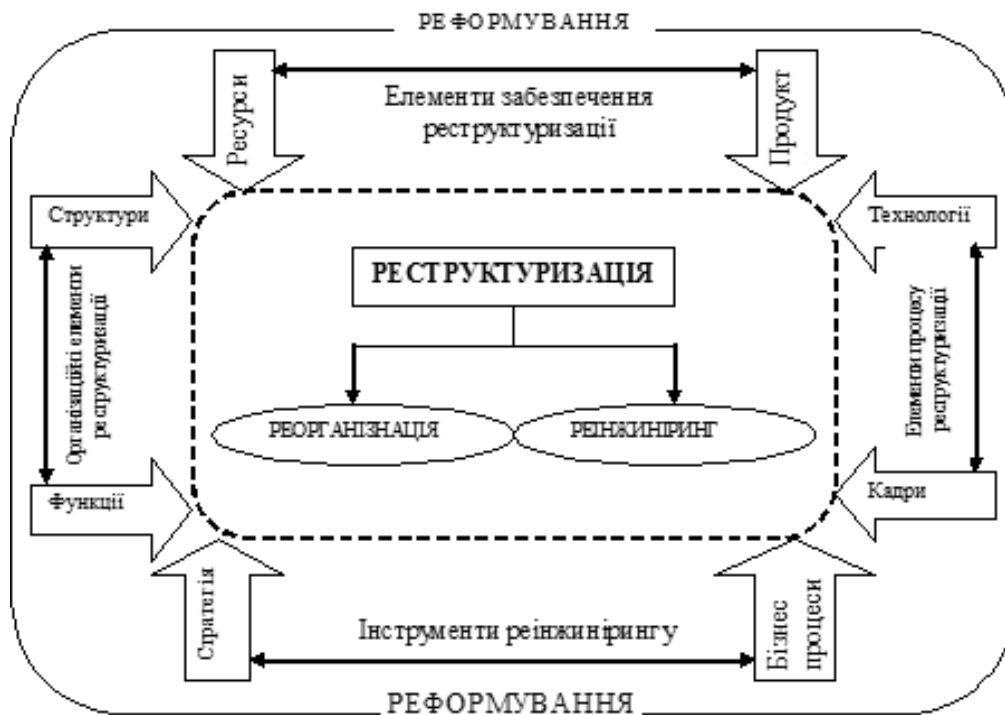 РЕФОРМУВАННЯ
Ресурси
Елементи забезпечення
реструктуризації
Продукт
Структури
Технології
РЕСТРУКТУРИЗАЦІЯ
Організаційні елементи
реструктуризації
Елементи процесу
реструктуризації
РЕОРГАНІЗНАЦІЯ
РЕІНЖИНІРИНГ
Функції
Кадри
Стратегія
Інструменти реінжинірингу
Бізнес
процеси
РЕФОРМУВАННЯ